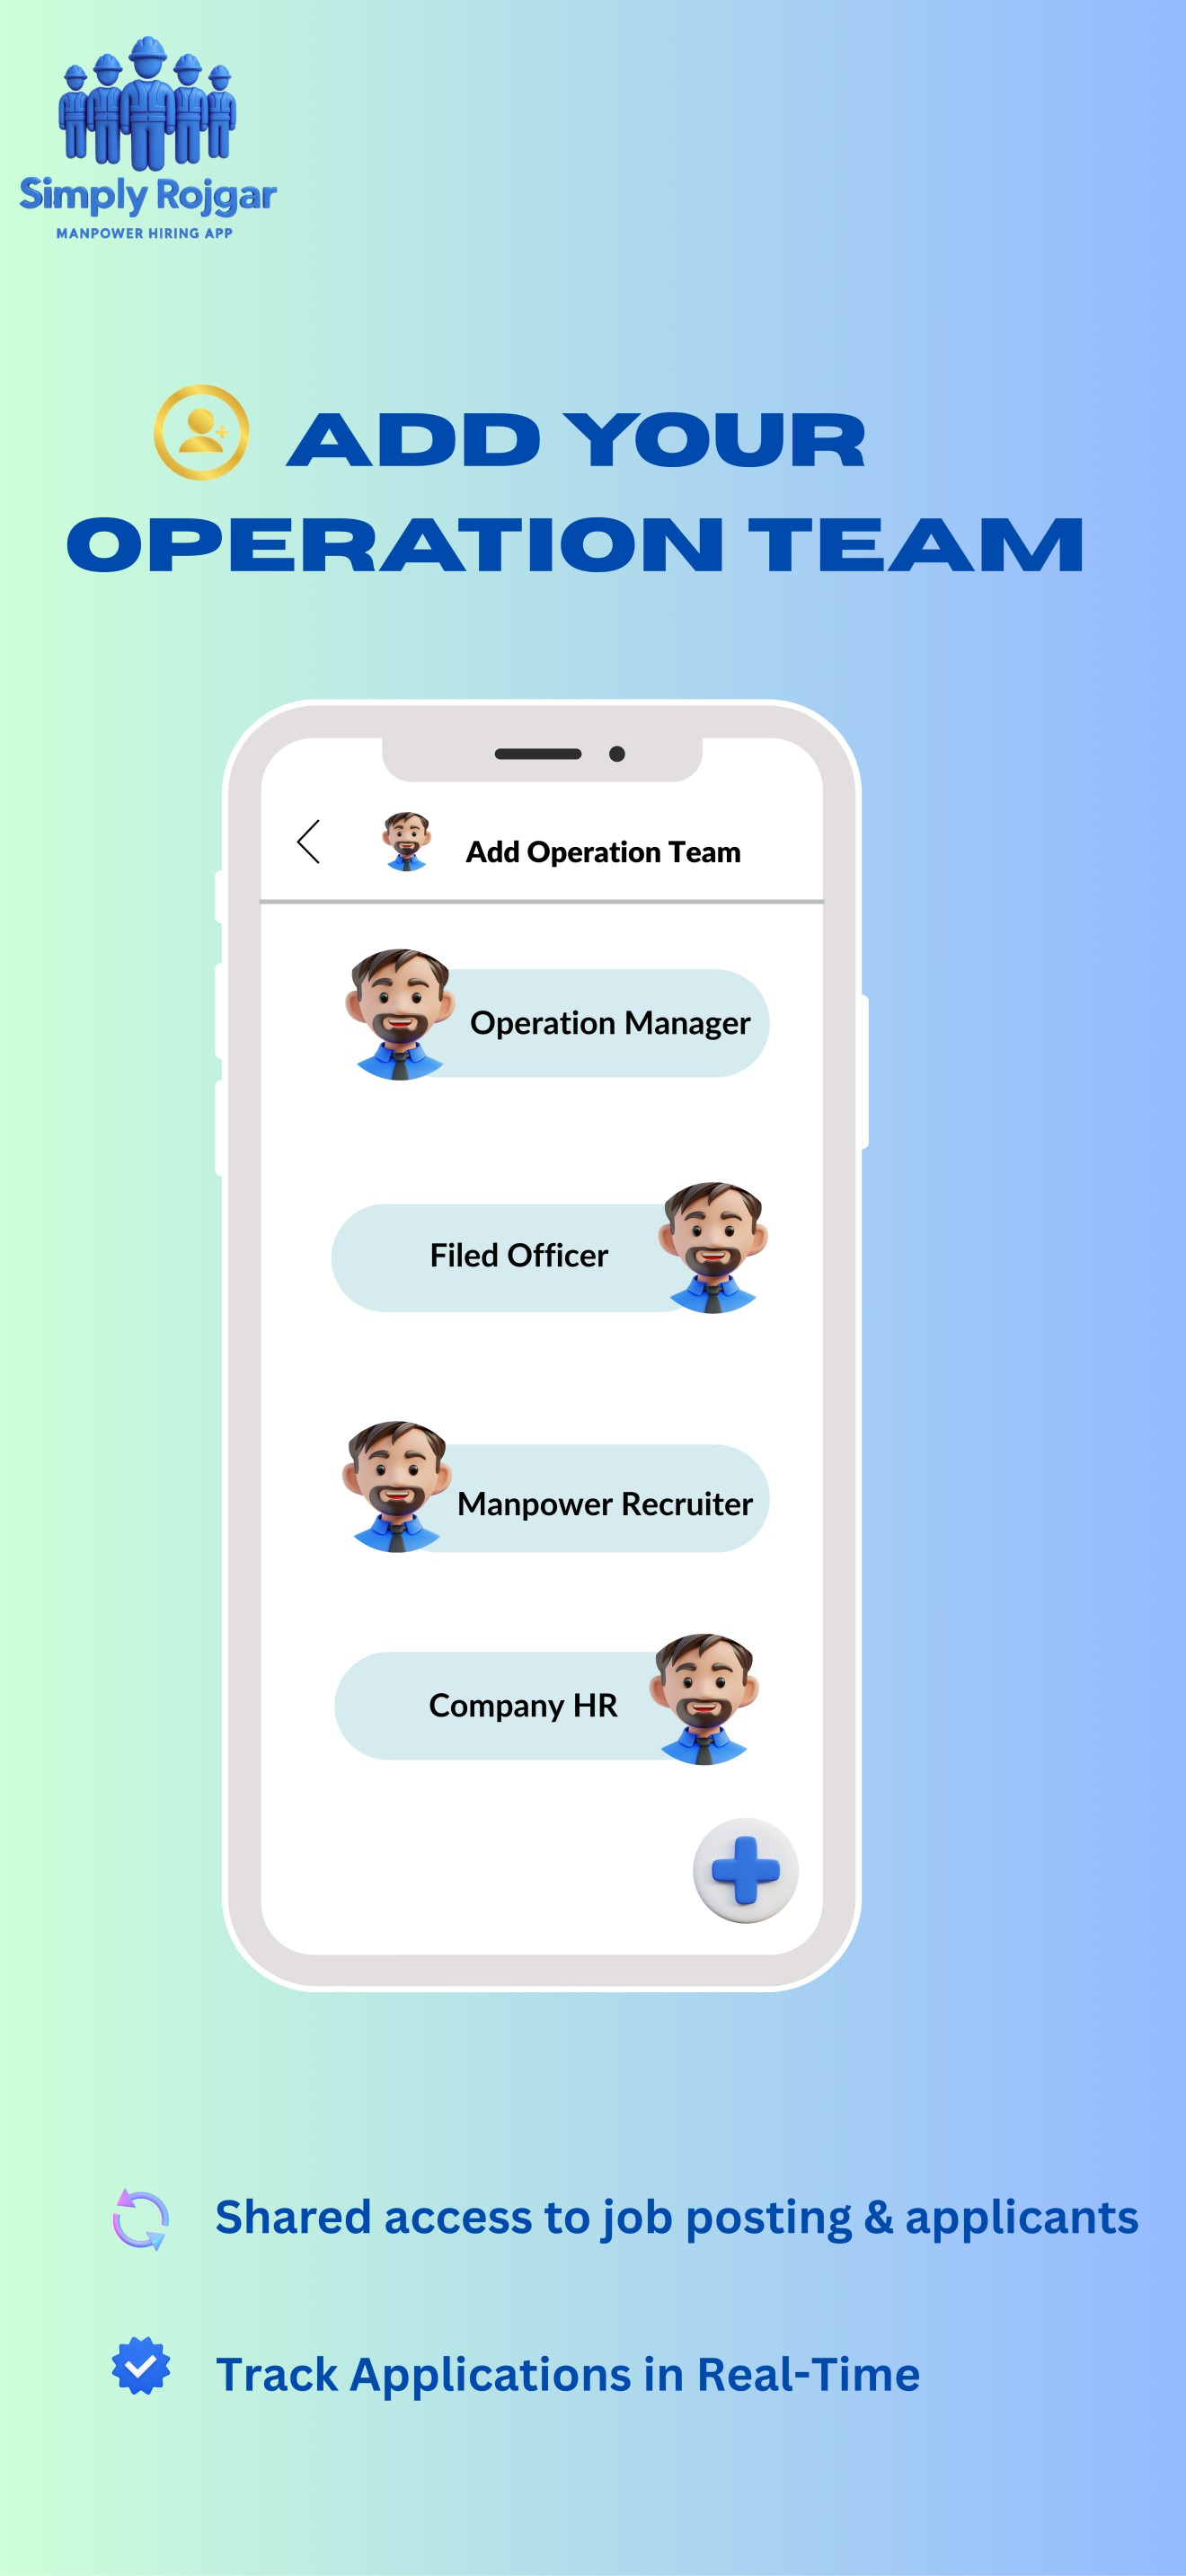 Simply Rojgar
MANPOWER HIRING APP
ADD YOUR
OPERATION TEAM
Add Operation Team
Operation Manager
Filed Officer
Manpower Recruiter
Company HR
Shared access to job posting & applicants
Track Applications in Real-Time